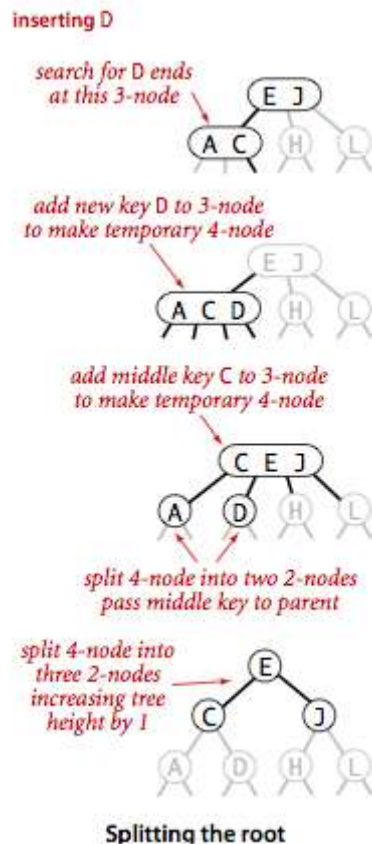 inserting D
search for D ends
at this 3-node
E J
A C
H
L
add new key D to 3-node
to make temporary 4-node
E J
A C D
H
L
add middle key C to 3-node
to make temporary 4-node
C E J
A
D
H
L
split 4-node into two 2-nodes
pass middle key to parent
split 4-node into
three 2-nodes
increasing tree
height by 1
E
C
J
A
D
H
L
Splitting the root